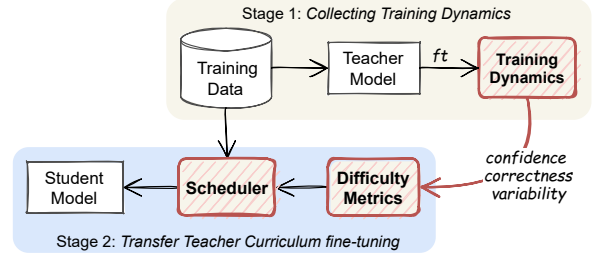 Stage 1: Collecting Training Dynamics
Training
Data
Teacher
Model
ft
Training
Dynamics
confidence
correctness
variability
Student
Model
Scheduler
Difficulty
Metrics
Stage 2: Transfer Teacher Curriculum fine-tuning